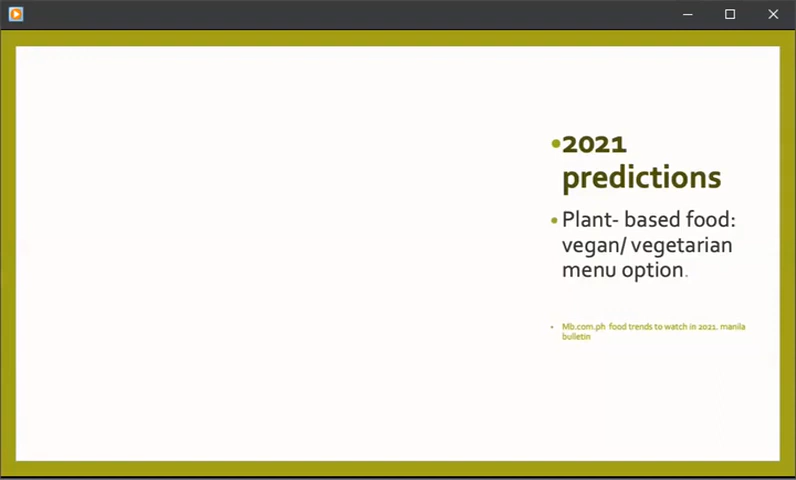 •2021
predictions
• Plant- based food:
vegan/ vegetarian
menu option.
• Mb.com.ph food trends to watch in 2021, manila
bulletin